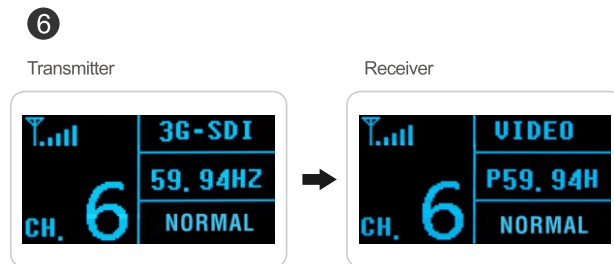 6
Transmitter
Receiver
3G-SDI
59.94HZ
CH. 6
NORMAL
VIDEO
P59.94H
CH. 6
NORMAL